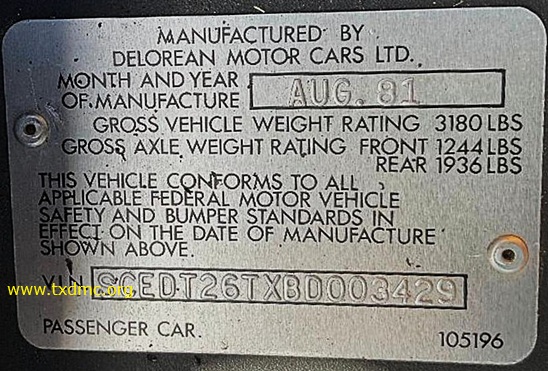 MANUFACTURED BY
DELOREAN MOTOR CARS LTD.
MONTH AND YEAR
OF MANUFACTURE AUG. 81
GROSS VEHICLE WEIGHT RATING 3180 LBS
GROSS AXLE WEIGHT RATING FRONT 1244 LBS
REAR 1936 LBS
THIS VEHICLE CONFORMS TO ALL
APPLICABLE FEDERAL MOTOR VEHICLE
SAFETY AND BUMPER STANDARDS IN
EFFECT ON THE DATE OF MANUFACTURE
SHOWN ABOVE.
VIN SCEDT26TXBD003429
www.txdmc.org
PASSENGER CAR. 105196